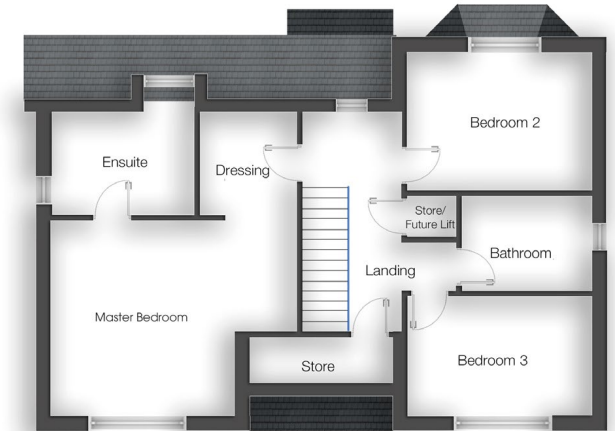 Bedroom 2
Ensuite
Dressing
Store/
Future Lift
Bathroom
Landing
Master Bedroom
Store
Bedroom 3